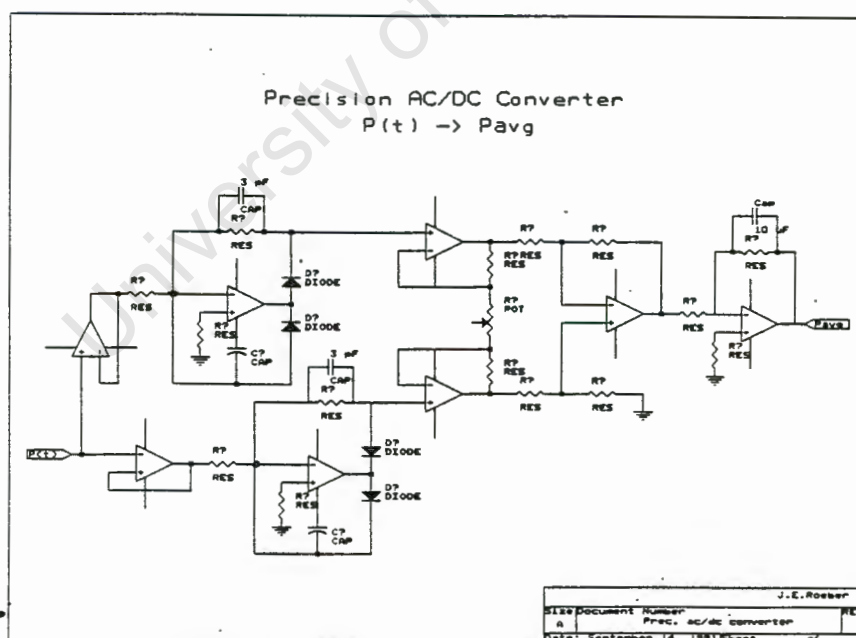 University of
Precision AC/DC Converter
P(t) -> Pavg
3 pF
CAP
R?
RES
D?
DIODE
D?
DIODE
R?
RES
R?
RES
C?
CAP
R?
RES
R?
RES
R?
RES
R?
POT
R?
RES
R?
RES
R?
RES
Cap
10 uF
R?
RES
R?
RES
R?
RES
Pavg
P(t)
R?
RES
3 pF
CAP
R?
RES
D?
DIODE
D?
DIODE
R?
RES
C?
CAP
J.E.Roeber
Size Document Number
A Prec. ac/dc converter
Date: September